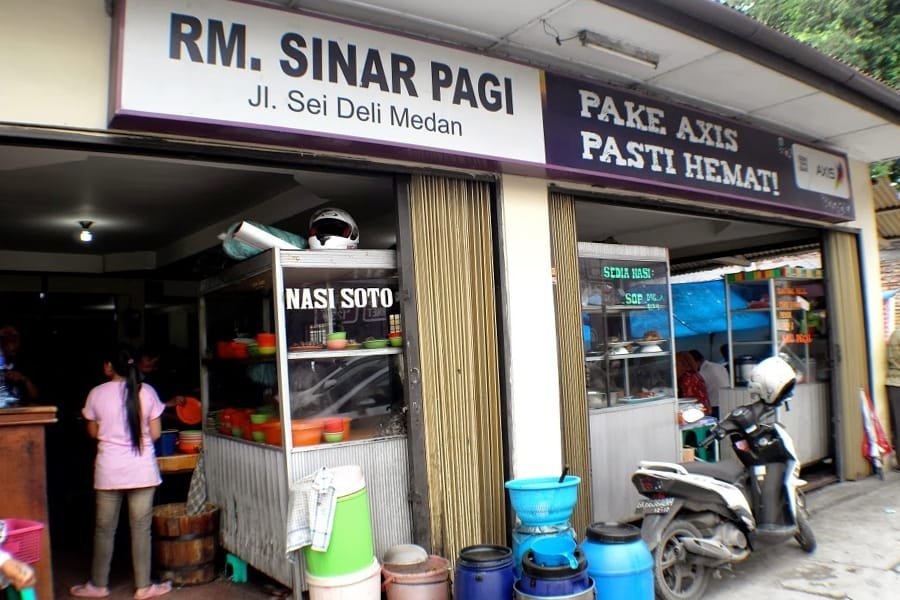 RM. SINAR PAGI
Jl. Sei Deli Medan
PAKE AXIS
PASTI HEMAT!
AXIS
NASI SOTO
SEDIA NASI
SOP